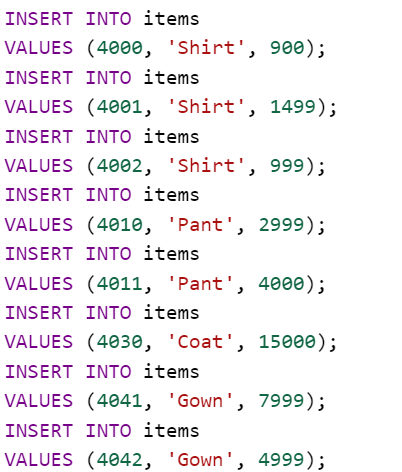 INSERT INTO items
VALUES (4000, 'Shirt', 900);
INSERT INTO items
VALUES (4001, 'Shirt', 1499);
INSERT INTO items
VALUES (4002, 'Shirt', 999);
INSERT INTO items
VALUES (4010, 'Pant', 2999);
INSERT INTO items
VALUES (4011, 'Pant', 4000);
INSERT INTO items
VALUES (4030, 'Coat', 15000);
INSERT INTO items
VALUES (4041, 'Gown', 7999);
INSERT INTO items
VALUES (4042, 'Gown', 4999);